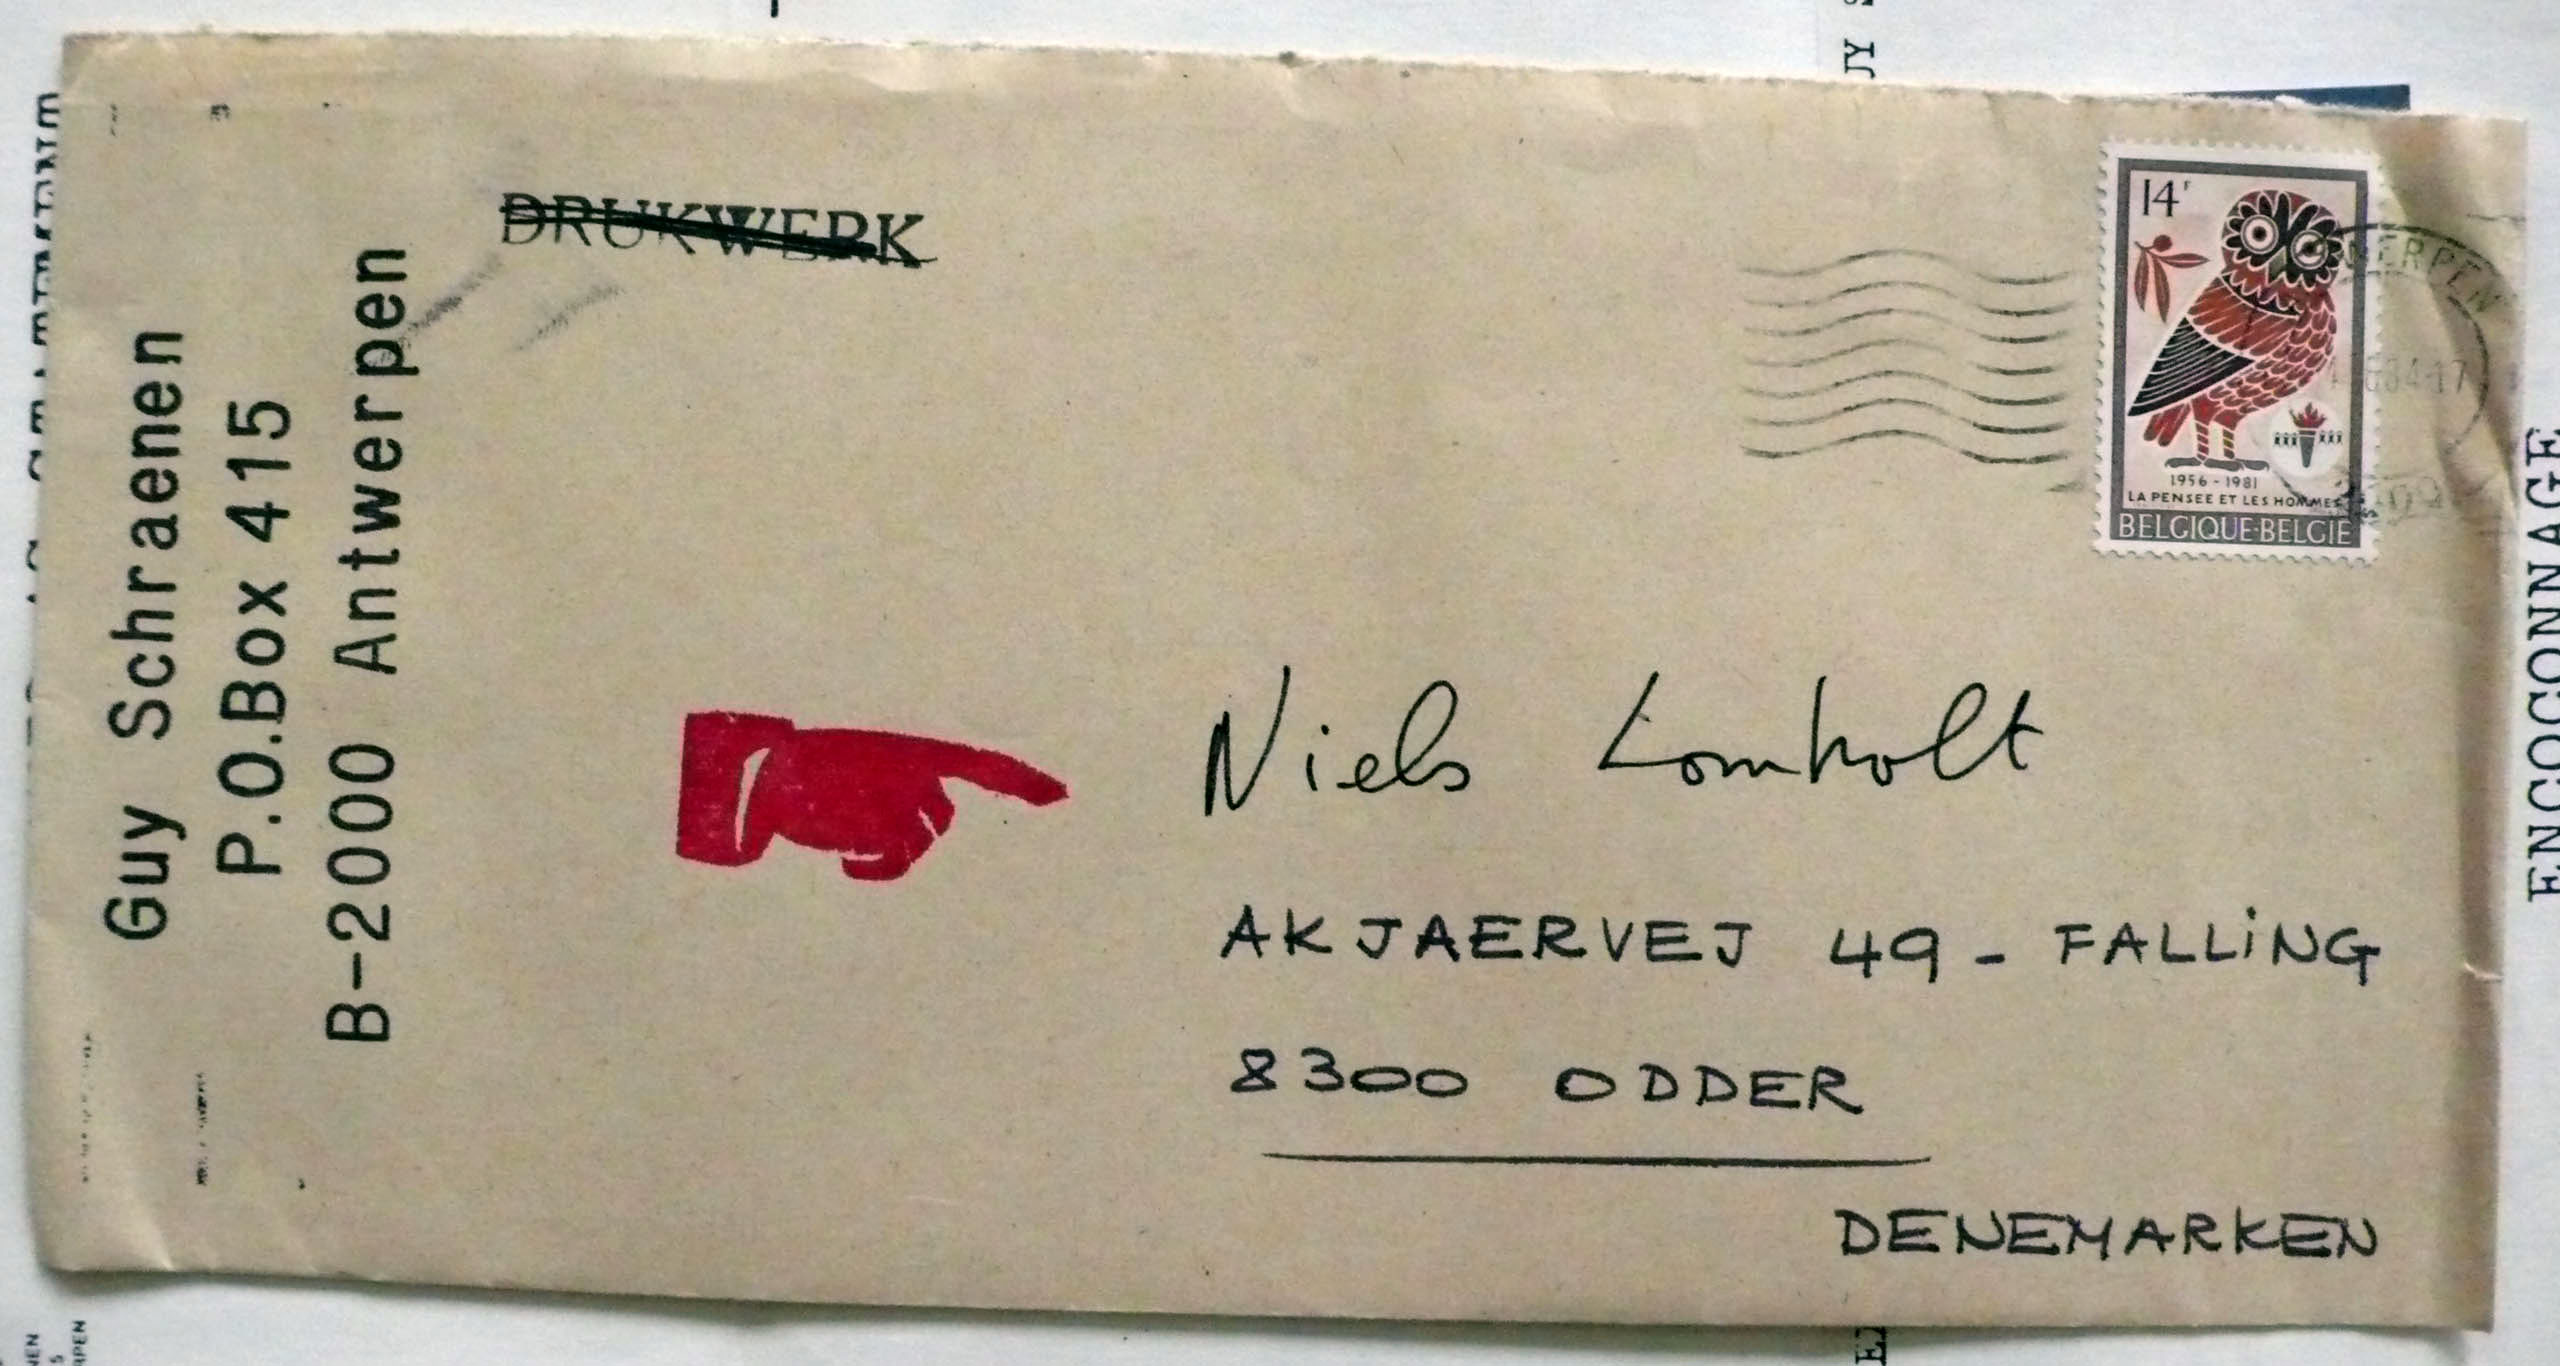 Guy Schraenen
P.O.Box 415
B-2000 Antwerpen
DRUKWERK
14F
1956-1981
LA PENSEE ET LES HOMMES
BELGIQUE-BELGIE
Niels Lomholt
AKJAERVEJ 49 - FALLiNG
8300 ODDER
DENEMARKEN
ENCOCONNAGE